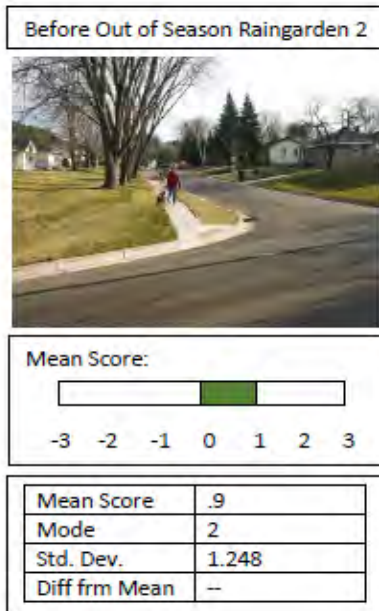 Before Out of Season Raingarden 2
Mean Score:
-3 -2 -1 0 1 2 3
Mean Score .9
Mode 2
Std. Dev. 1.248
Diff frm Mean --